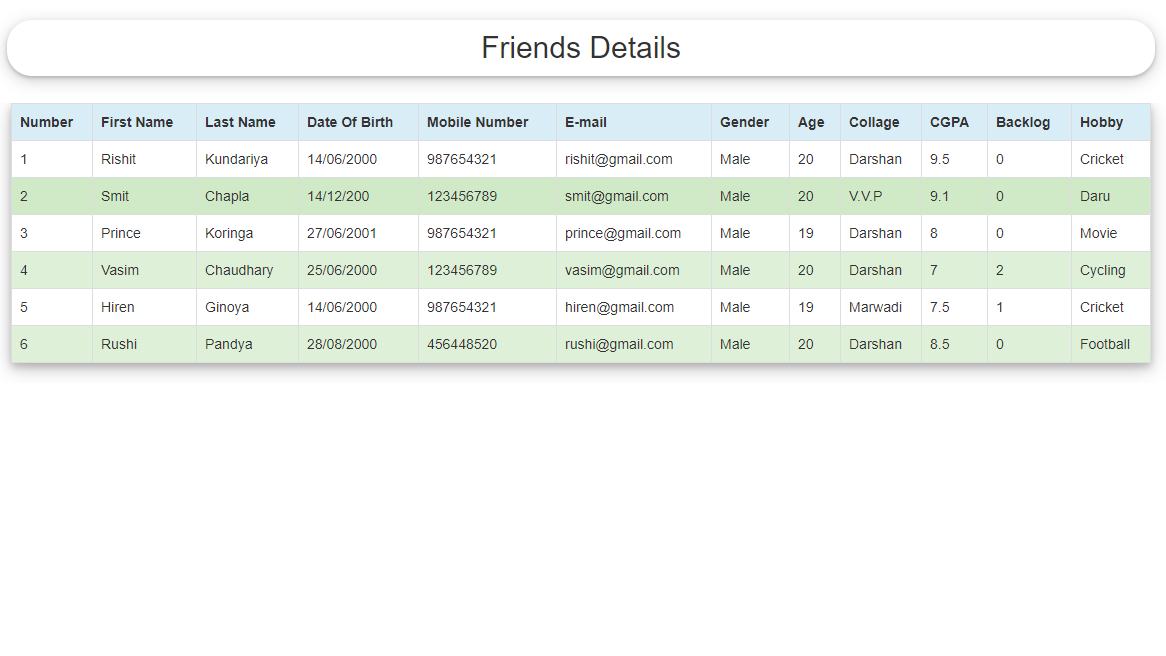 Friends Details
Number First Name Last Name Date Of Birth Mobile Number E-mail Gender Age Collage CGPA Backlog Hobby
1 Rishit Kundariya 14/06/2000 987654321 rishit@gmail.com Male 20 Darshan 9.5 0 Cricket
2 Smit Chapla 14/12/200 123456789 smit@gmail.com Male 20 V.V.P 9.1 0 Daru
3 Prince Koringa 27/06/2001 987654321 prince@gmail.com Male 19 Darshan 8 0 Movie
4 Vasim Chaudhary 25/06/2000 123456789 vasim@gmail.com Male 20 Darshan 7 2 Cycling
5 Hiren Ginoya 14/06/2000 987654321 hiren@gmail.com Male 19 Marwadi 7.5 1 Cricket
6 Rushi Pandya 28/08/2000 456448520 rushi@gmail.com Male 20 Darshan 8.5 0 Football